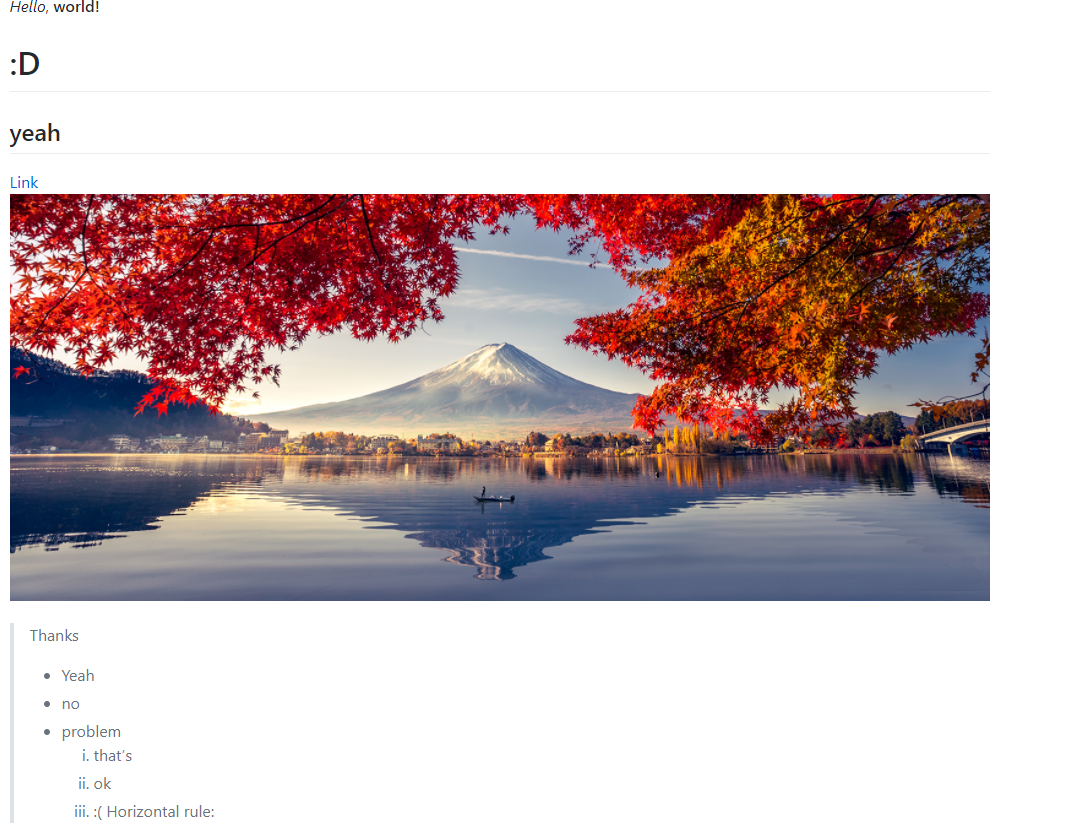 Hello, world!
:D
yeah
Link
Thanks
• Yeah
• no
• problem
i. that's
ii. ok
iii. :( Horizontal rule: